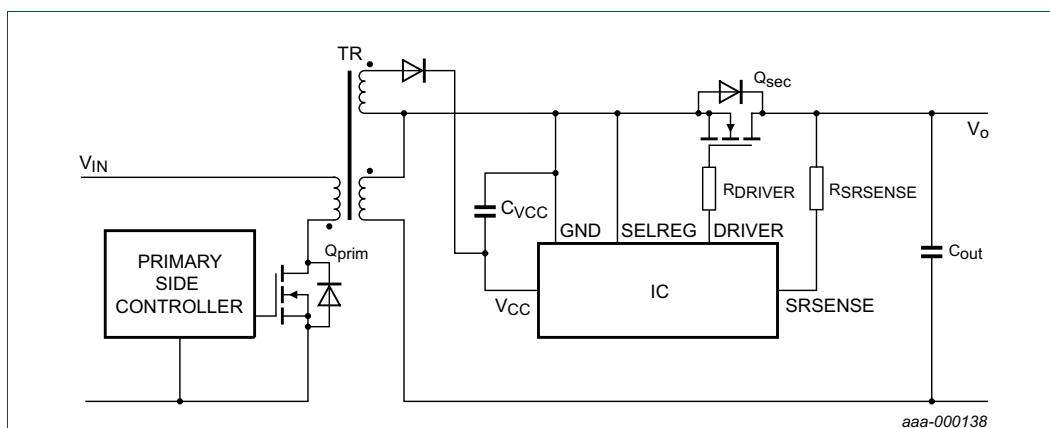 TR
Qsec
Vo
VIN
RDRIVER
RSRSENSE
CVCC
GND
SELREG
DRIVER
Qprim
Cout
PRIMARY
SIDE
CONTROLLER
IC
VCC
SRSENSE
aaa-000138